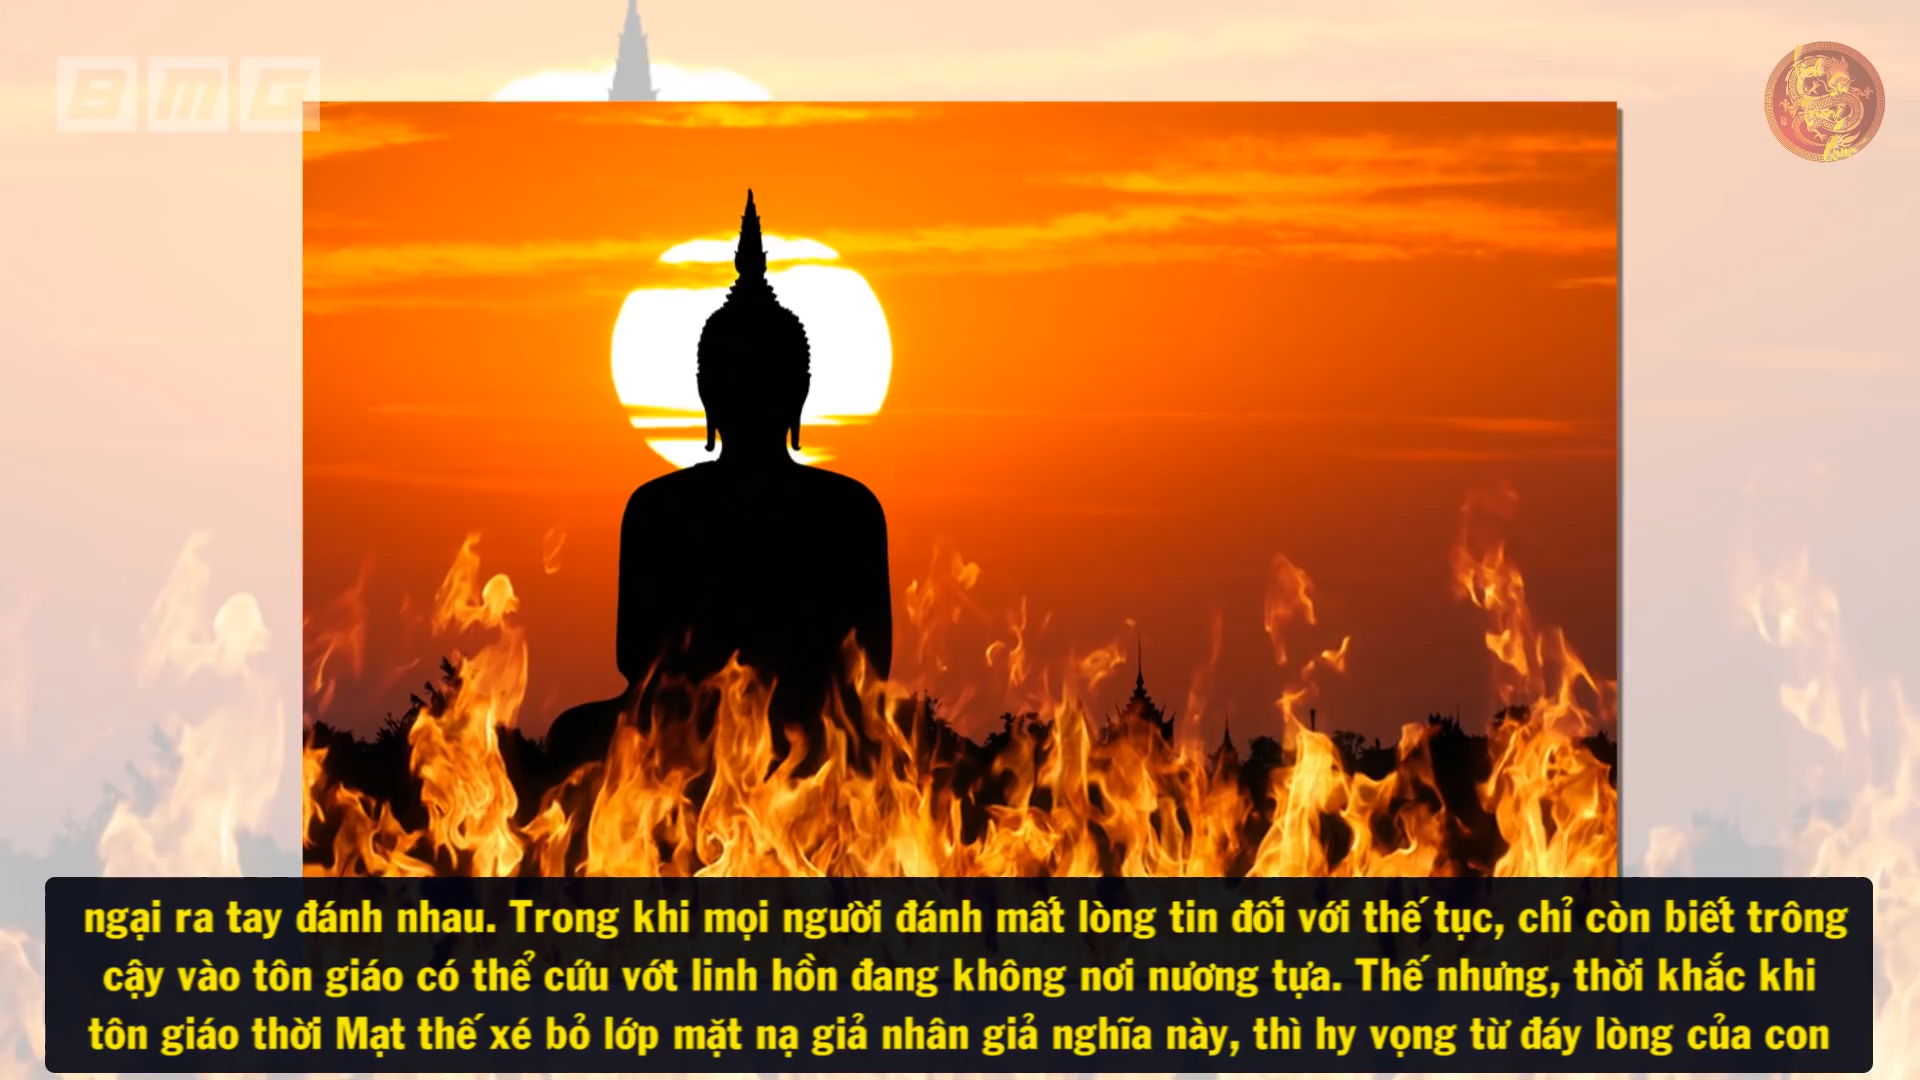 BMG
ngại ra tay đánh nhau. Trong khi mọi người đánh mất lòng tin đối với thế tục, chỉ còn biết trông
cậy vào tôn giáo có thể cứu vớt linh hồn đang không nơi nương tựa. Thế nhưng, thời khắc khi
tôn giáo thời Mạt thế xé bỏ lớp mặt nạ giả nhân giả nghĩa này, thì hy vọng từ đáy lòng của con